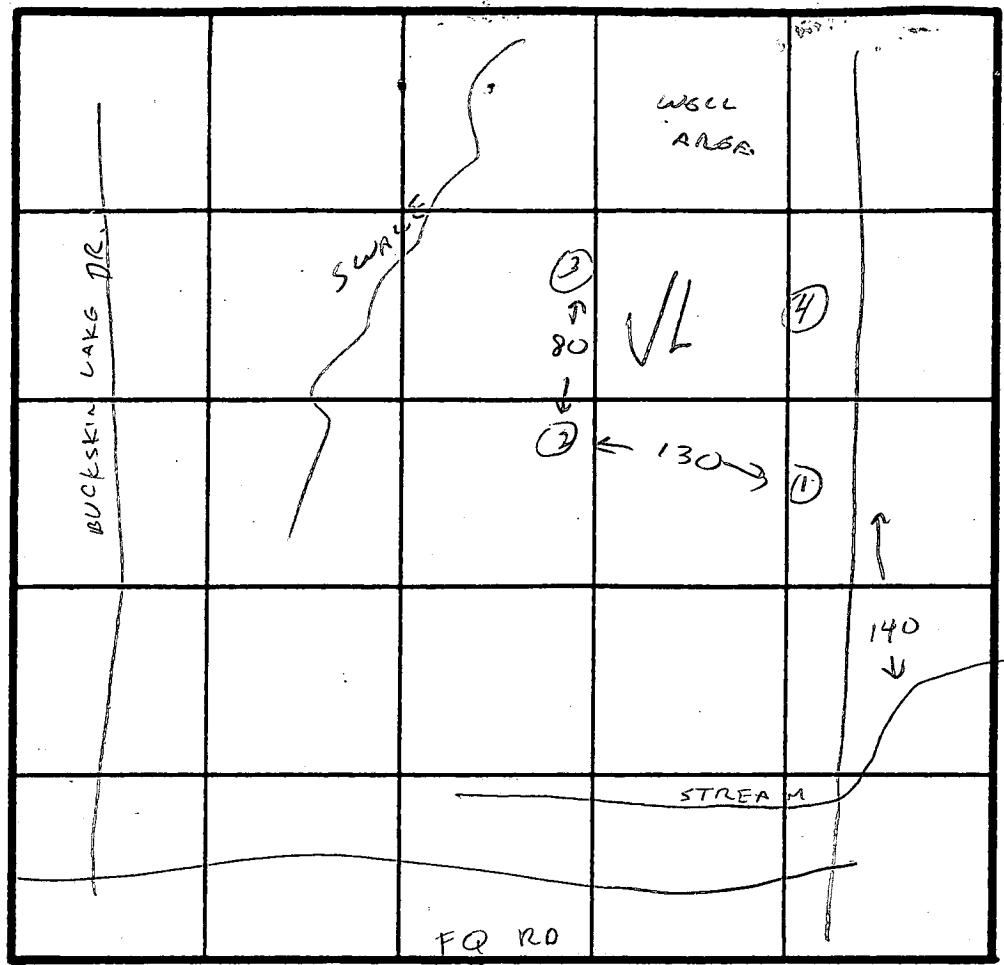 WELL
AREA
SWALE
BUCKSKIN LAKE DR.
3
80
VL
4
2
130
1
140
STREAM
FQ RD